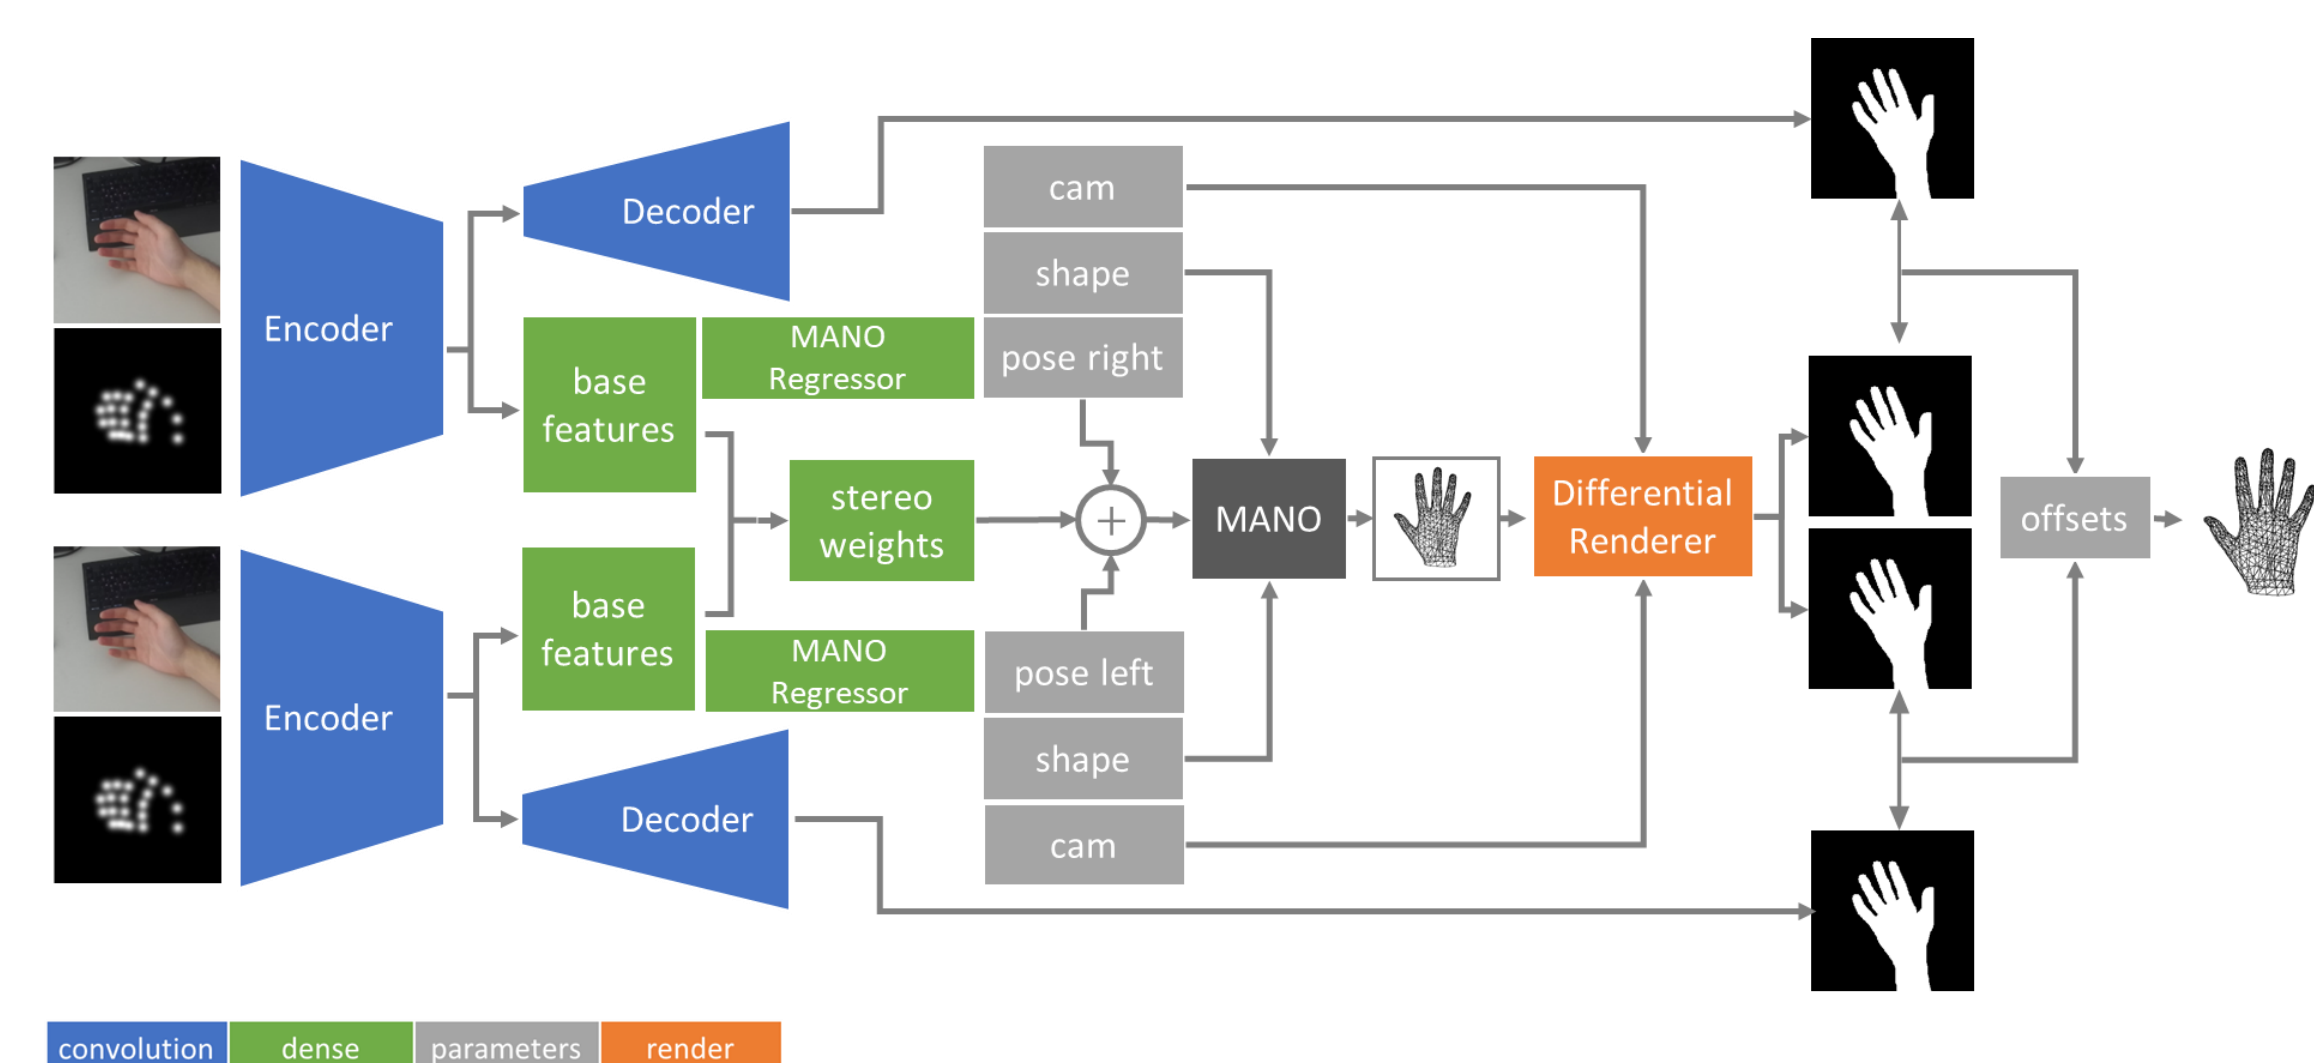 Decoder
cam
shape
Encoder
MANO
Regressor
pose right
base
features
stereo
weights
+
MANO
Differential
Renderer
offsets
base
features
MANO
Regressor
pose left
Encoder
shape
Decoder
cam
convolution
dense
parameters
render